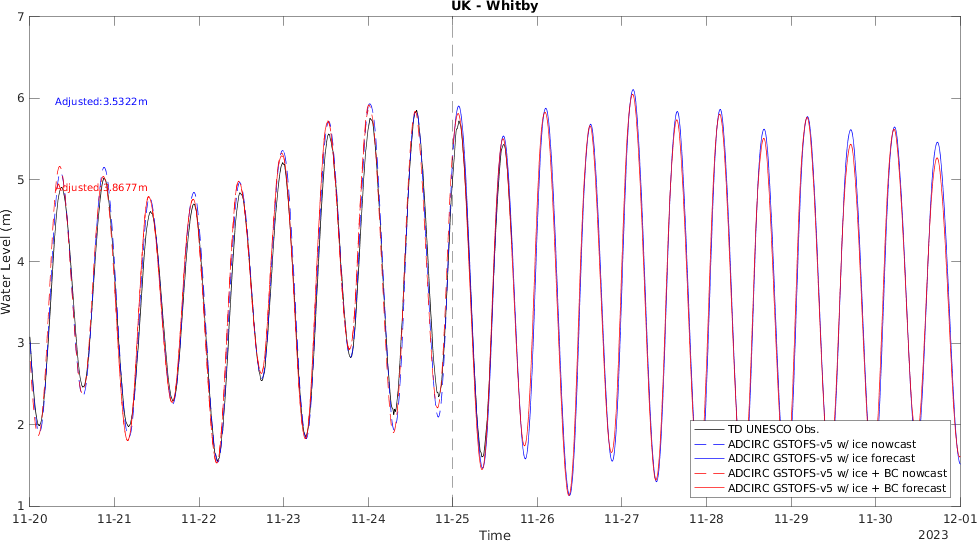 UK - Whitby
7
6
5
4
3
2
1
Water Level (m)
Adjusted:3.5322m
Adjusted:3.8677m
TD UNESCO Obs.
ADCIRC GSTOFS-v5 w/ ice nowcast
ADCIRC GSTOFS-v5 w/ ice forecast
ADCIRC GSTOFS-v5 w/ ice + BC nowcast
ADCIRC GSTOFS-v5 w/ ice + BC forecast
11-20 11-21 11-22 11-23 11-24 11-25 11-26 11-27 11-28 11-29 11-30 12-01
Time
2023